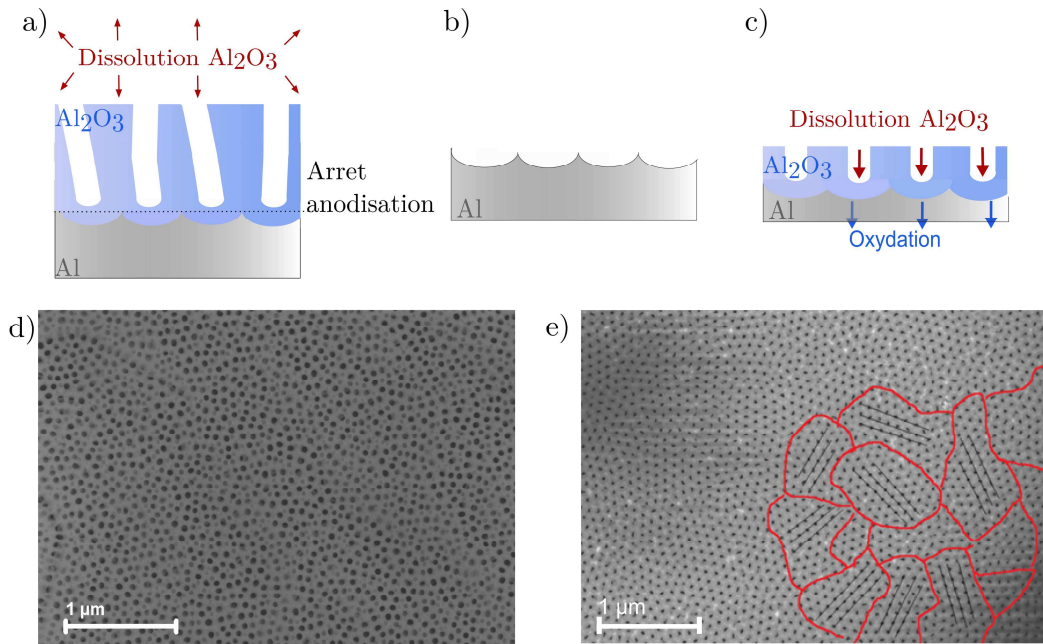 a)
Dissolution Al2O3
Al2O3
Arret
anodisation
Al
b)
Al
c)
Dissolution Al2O3
Al2O3
Al
Oxydation
d)
1 µm
e)
1 µm